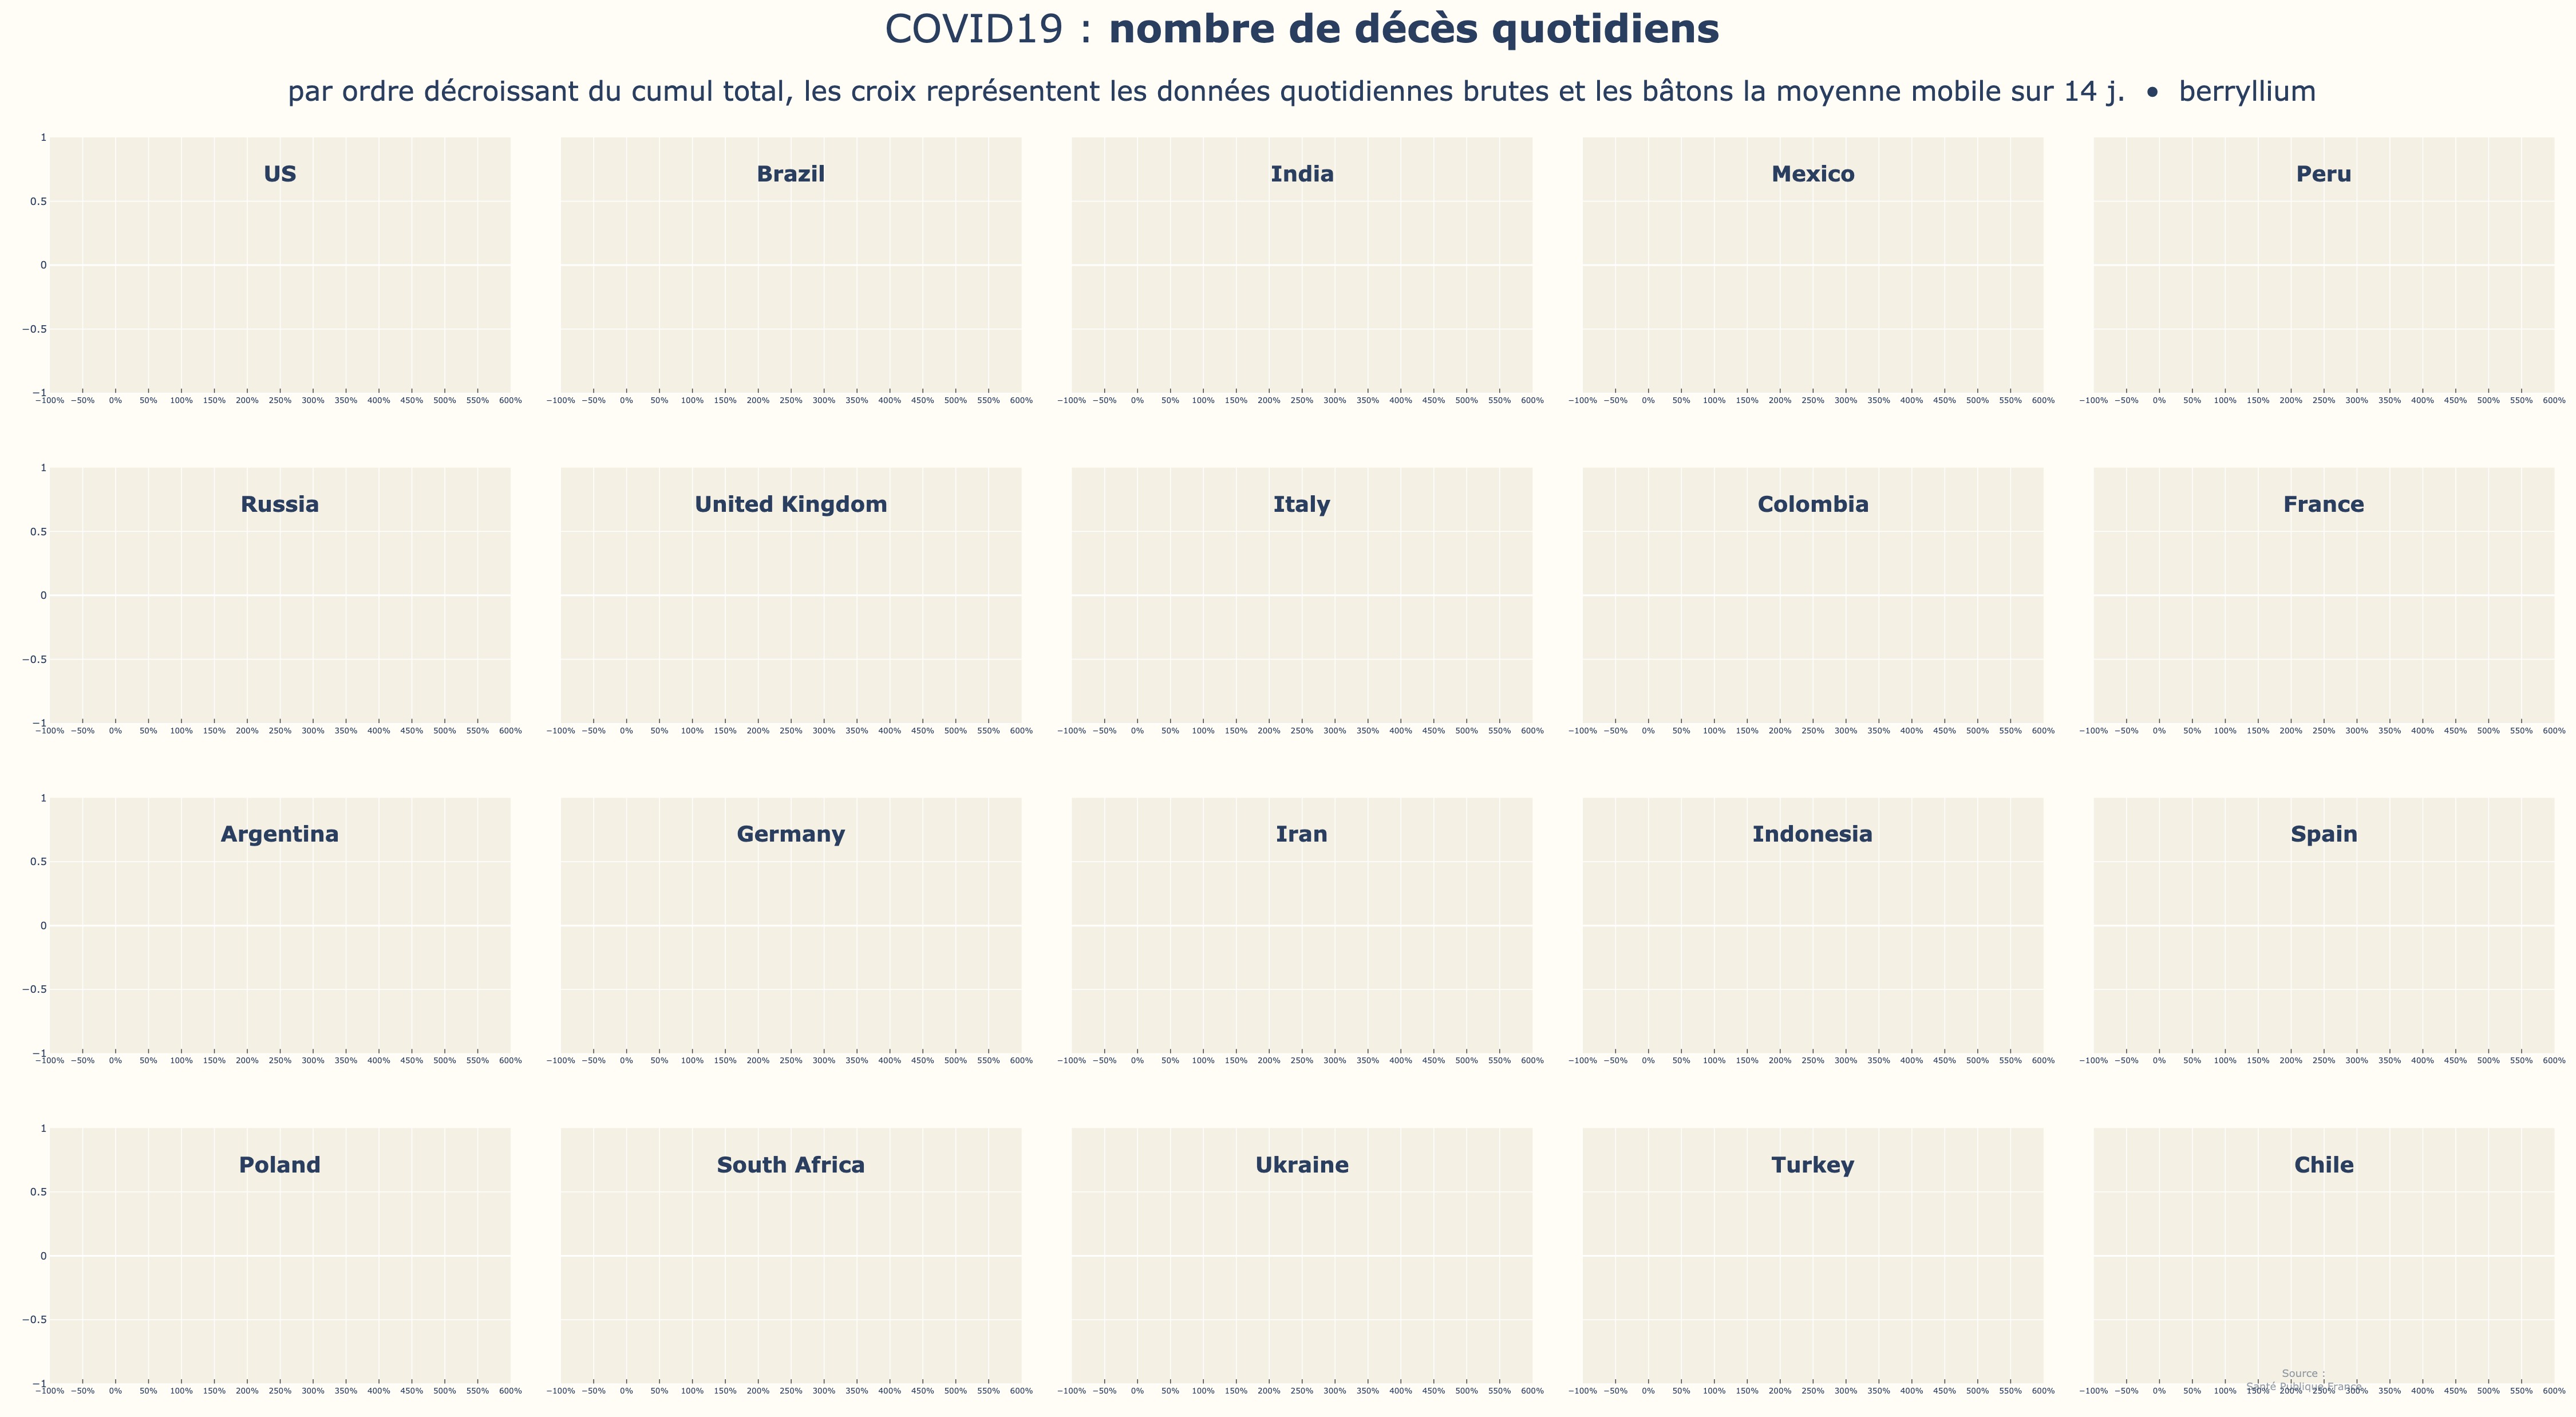 COVID19 : nombre de décès quotidiens
par ordre décroissant du cumul total, les croix représentent les données quotidiennes brutes et les bâtons la moyenne mobile sur 14 j. • berryllium
US Brazil India Mexico Peru
1
0.5
0
−0.5
−1
−100% −50% 0% 50% 100% 150% 200% 250% 300% 350% 400% 450% 500% 550% 600% −100% −50% 0% 50% 100% 150% 200% 250% 300% 350% 400% 450% 500% 550% 600% −100% −50% 0% 50% 100% 150% 200% 250% 300% 350% 400% 450% 500% 550% 600% −100% −50% 0% 50% 100% 150% 200% 250% 300% 350% 400% 450% 500% 550% 600% −100% −50% 0% 50% 100% 150% 200% 250% 300% 350% 400% 450% 500% 550% 600%
Russia United Kingdom Italy Colombia France
1
0.5
0
−0.5
−1
−100% −50% 0% 50% 100% 150% 200% 250% 300% 350% 400% 450% 500% 550% 600% −100% −50% 0% 50% 100% 150% 200% 250% 300% 350% 400% 450% 500% 550% 600% −100% −50% 0% 50% 100% 150% 200% 250% 300% 350% 400% 450% 500% 550% 600% −100% −50% 0% 50% 100% 150% 200% 250% 300% 350% 400% 450% 500% 550% 600% −100% −50% 0% 50% 100% 150% 200% 250% 300% 350% 400% 450% 500% 550% 600%
Argentina Germany Iran Indonesia Spain
1
0.5
0
−0.5
−1
−100% −50% 0% 50% 100% 150% 200% 250% 300% 350% 400% 450% 500% 550% 600% −100% −50% 0% 50% 100% 150% 200% 250% 300% 350% 400% 450% 500% 550% 600% −100% −50% 0% 50% 100% 150% 200% 250% 300% 350% 400% 450% 500% 550% 600% −100% −50% 0% 50% 100% 150% 200% 250% 300% 350% 400% 450% 500% 550% 600% −100% −50% 0% 50% 100% 150% 200% 250% 300% 350% 400% 450% 500% 550% 600%
Poland South Africa Ukraine Turkey Chile
1
0.5
0
−0.5
−1
Source :
Santé Publique France
−100% −50% 0% 50% 100% 150% 200% 250% 300% 350% 400% 450% 500% 550% 600% −100% −50% 0% 50% 100% 150% 200% 250% 300% 350% 400% 450% 500% 550% 600% −100% −50% 0% 50% 100% 150% 200% 250% 300% 350% 400% 450% 500% 550% 600% −100% −50% 0% 50% 100% 150% 200% 250% 300% 350% 400% 450% 500% 550% 600% −100% −50% 0% 50% 100% 150% 200% 250% 300% 350% 400% 450% 500% 550% 600%